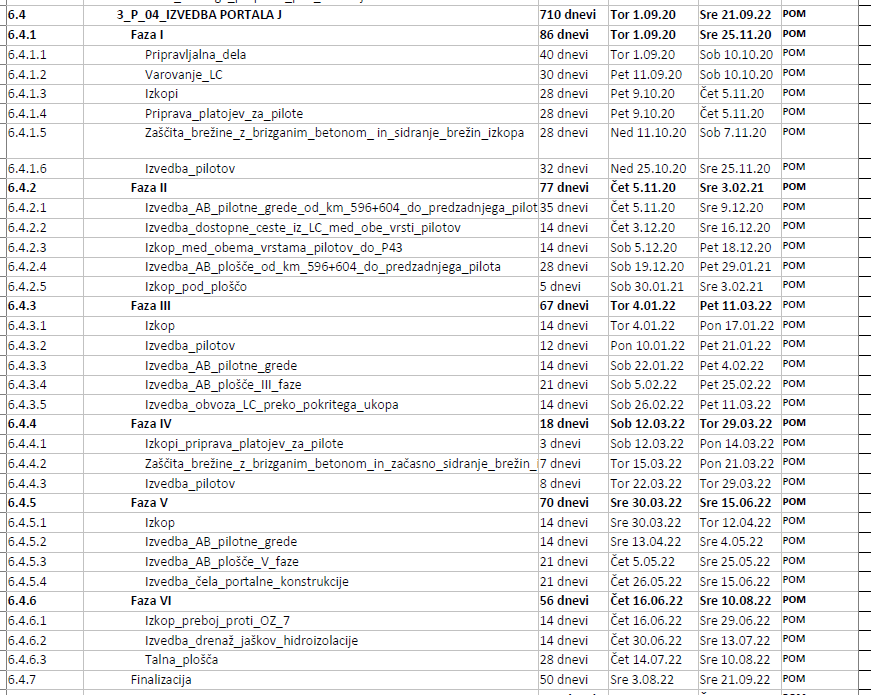 6.4 3_P_04_IZVEDBA PORTALA J 710 dnevi Tor 1.09.20 Sre 21.09.22 POM
6.4.1 Faza I 86 dnevi Tor 1.09.20 Sre 25.11.20 POM
6.4.1.1 Pripravljalna_dela 40 dnevi Tor 1.09.20 Sob 10.10.20 POM
6.4.1.2 Varovanje_LC 30 dnevi Pet 11.09.20 Sob 10.10.20 POM
6.4.1.3 Izkopi 28 dnevi Pet 9.10.20 Čet 5.11.20 POM
6.4.1.4 Priprava_platojev_za_pilote 28 dnevi Pet 9.10.20 Čet 5.11.20 POM
6.4.1.5 Zaščita_brežine_z_brizganim_betonom_in_sidranje_brežin_izkopa 28 dnevi Ned 11.10.20 Sob 7.11.20 POM
6.4.1.6 Izvedba_pilotov 32 dnevi Ned 25.10.20 Sre 25.11.20 POM
6.4.2 Faza II 77 dnevi Čet 5.11.20 Sre 3.02.21 POM
6.4.2.1 Izvedba_AB_pilotne_grede_od_km_596+604_do_predzadnjega_pilot 35 dnevi Čet 5.11.20 Sre 9.12.20 POM
6.4.2.2 Izvedba_dostopne_ceste_iz_LC_med_obe_vrsti_pilotov 14 dnevi Čet 3.12.20 Sre 16.12.20 POM
6.4.2.3 Izkop_med_obema_vrstama_pilotov_do_P43 14 dnevi Sob 5.12.20 Pet 18.12.20 POM
6.4.2.4 Izvedba_AB_plošče_od_km_596+604_do_predzadnjega_pilota 28 dnevi Sob 19.12.20 Pet 29.01.21 POM
6.4.2.5 Izkop_pod_ploščo 5 dnevi Sob 30.01.21 Sre 3.02.21 POM
6.4.3 Faza III 67 dnevi Tor 4.01.22 Pet 11.03.22 POM
6.4.3.1 Izkop 14 dnevi Tor 4.01.22 Pon 17.01.22 POM
6.4.3.2 Izvedba_pilotov 12 dnevi Pon 10.01.22 Pet 21.01.22 POM
6.4.3.3 Izvedba_AB_pilotne_grede 14 dnevi Sob 22.01.22 Pet 4.02.22 POM
6.4.3.4 Izvedba_AB_plošče_III_faze 21 dnevi Sob 5.02.22 Pet 25.02.22 POM
6.4.3.5 Izvedba_obvoza_LC_preko_pokritega_ukopa 14 dnevi Sob 26.02.22 Pet 11.03.22 POM
6.4.4 Faza IV 18 dnevi Sob 12.03.22 Tor 29.03.22 POM
6.4.4.1 Izkopi_priprava_platojev_za_pilote 3 dnevi Sob 12.03.22 Pon 14.03.22 POM
6.4.4.2 Zaščita_brežine_z_brizganim_betonom_in_začasno_sidranje_brežin_ 7 dnevi Tor 15.03.22 Pon 21.03.22 POM
6.4.4.3 Izvedba_pilotov 8 dnevi Tor 22.03.22 Tor 29.03.22 POM
6.4.5 Faza V 70 dnevi Sre 30.03.22 Sre 15.06.22 POM
6.4.5.1 Izkop 14 dnevi Sre 30.03.22 Tor 12.04.22 POM
6.4.5.2 Izvedba_AB_pilotne_grede 14 dnevi Sre 13.04.22 Sre 4.05.22 POM
6.4.5.3 Izvedba_AB_plošče_V_faze 21 dnevi Čet 5.05.22 Sre 25.05.22 POM
6.4.5.4 Izvedba_čela_portalne_konstrukcije 21 dnevi Čet 26.05.22 Sre 15.06.22 POM
6.4.6 Faza VI 56 dnevi Čet 16.06.22 Sre 10.08.22 POM
6.4.6.1 Izkop_preboj_proti_OZ_7 14 dnevi Čet 16.06.22 Sre 29.06.22 POM
6.4.6.2 Izvedba_drenaž_jaškov_hidroizolacije 14 dnevi Čet 30.06.22 Sre 13.07.22 POM
6.4.6.3 Talna_plošča 28 dnevi Čet 14.07.22 Sre 10.08.22 POM
6.4.7 Finalizacija 50 dnevi Sre 3.08.22 Sre 21.09.22 POM